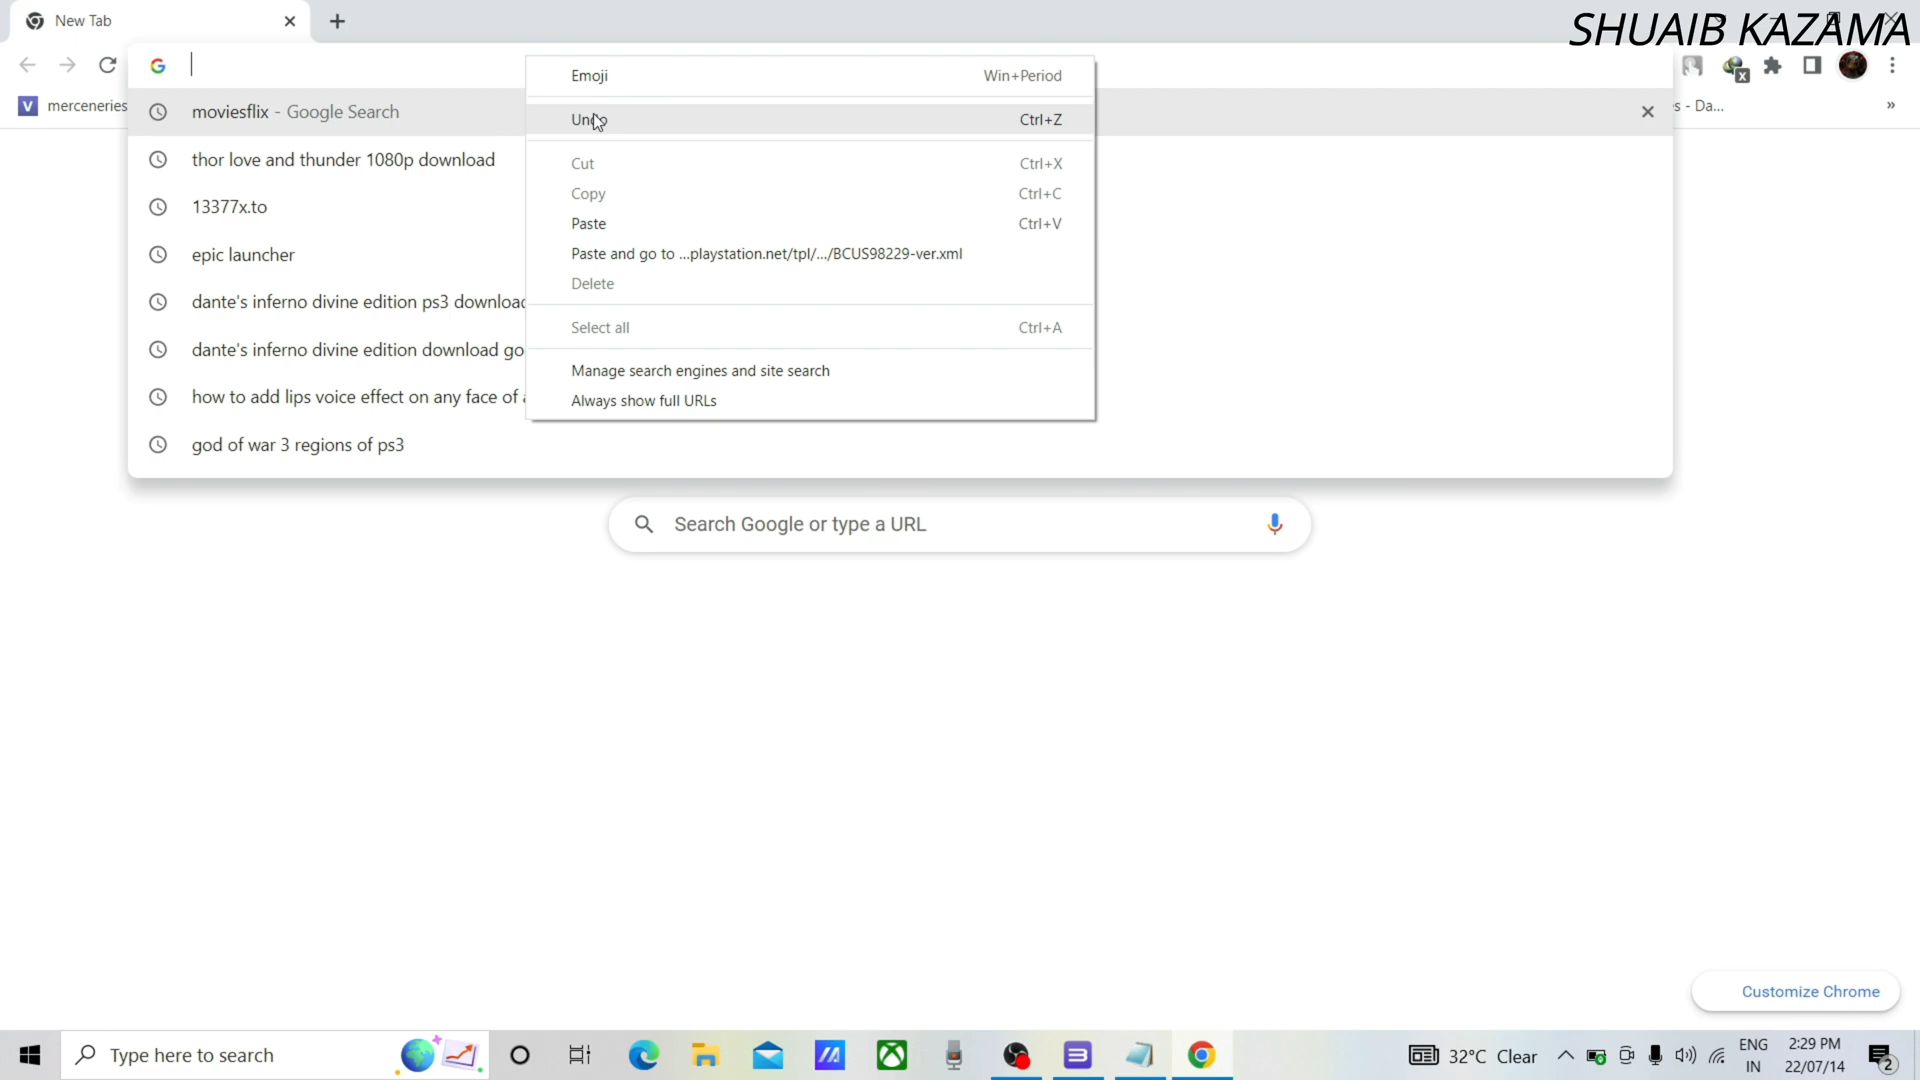 New Tab
SHUAIB KAZAMA
merceneries
s - Da...
»
Emoji Win+Period
Undo Ctrl+Z
Cut Ctrl+X
Copy Ctrl+C
Paste Ctrl+V
Paste and go to ...playstation.net/tpl/.../BCUS98229-ver.xml
Delete
Select all Ctrl+A
Manage search engines and site search
Always show full URLs
moviesflix - Google Search
thor love and thunder 1080p download
13377x.to
epic launcher
dante's inferno divine edition ps3 download
dante's inferno divine edition download go
how to add lips voice effect on any face of
god of war 3 regions of ps3
Search Google or type a URL
Customize Chrome
Type here to search
32°C Clear
ENG
IN
2:29 PM
22/07/14
2